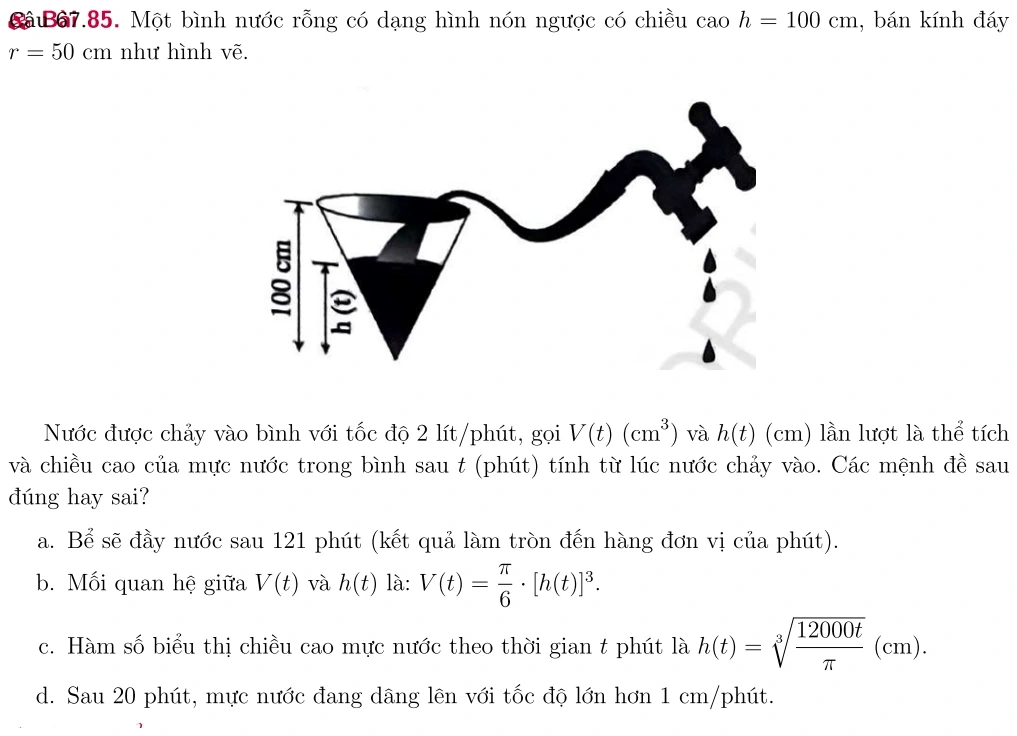 Câu 67.85. Một bình nước rỗng có dạng hình nón ngược có chiều cao h = 100 cm, bán kính đáy
r = 50 cm như hình vẽ.
100 cm
h (t)
Nước được chảy vào bình với tốc độ 2 lít/phút, gọi V(t) (cm³) và h(t) (cm) lần lượt là thể tích
và chiều cao của mực nước trong bình sau t (phút) tính từ lúc nước chảy vào. Các mệnh đề sau
đúng hay sai?
a. Bể sẽ đầy nước sau 121 phút (kết quả làm tròn đến hàng đơn vị của phút).
b. Mối quan hệ giữa V(t) và h(t) là: V(t) = π/6 · [h(t)]³.
c. Hàm số biểu thị chiều cao mực nước theo thời gian t phút là h(t) = ∛(12000t/π) (cm).
d. Sau 20 phút, mực nước đang dâng lên với tốc độ lớn hơn 1 cm/phút.